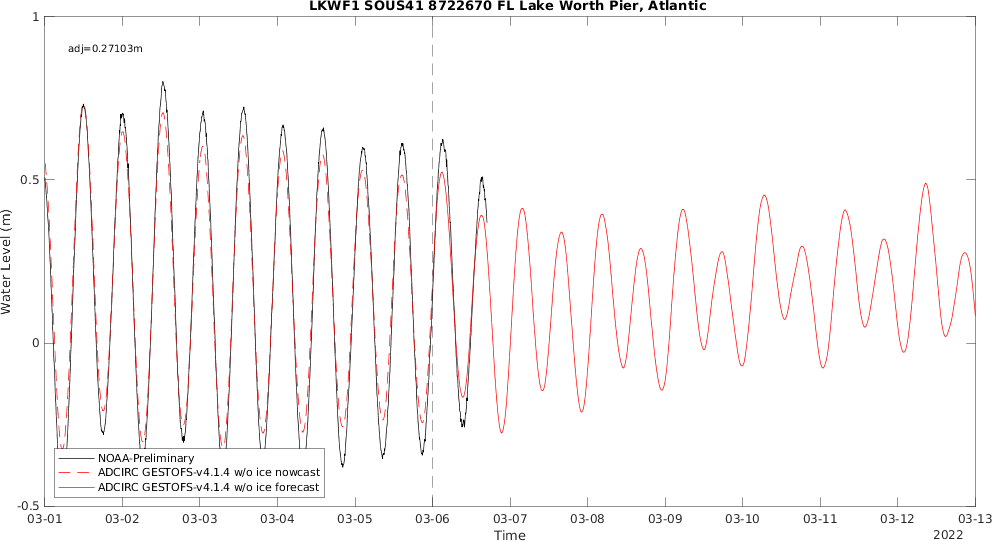 LKWF1 SOUS41 8722670 FL Lake Worth Pier, Atlantic
adj=0.27103m
1
0.5
0
-0.5
Water Level (m)
NOAA-Preliminary
ADCIRC GESTOFS-v4.1.4 w/o ice nowcast
ADCIRC GESTOFS-v4.1.4 w/o ice forecast
03-01 03-02 03-03 03-04 03-05 03-06 03-07 03-08 03-09 03-10 03-11 03-12 03-13
Time
2022